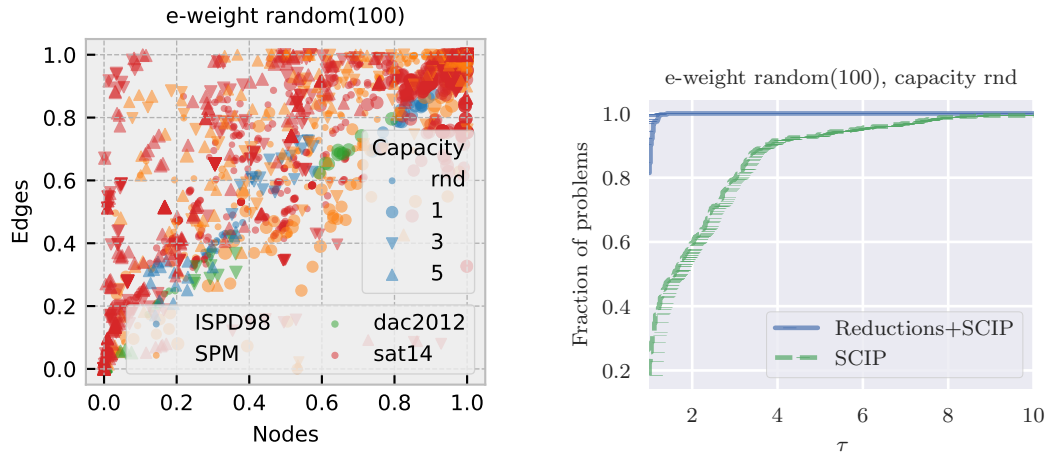 e-weight random(100)
1.0
0.8
0.6
0.4
0.2
0.0
Edges
Capacity
rnd
1
3
5
ISPD98
SPM
dac2012
sat14
0.0 0.2 0.4 0.6 0.8 1.0
Nodes
e-weight random(100), capacity rnd
1.0
0.8
0.6
0.4
0.2
Fraction of problems
Reductions+SCIP
SCIP
2 4 6 8 10
τ